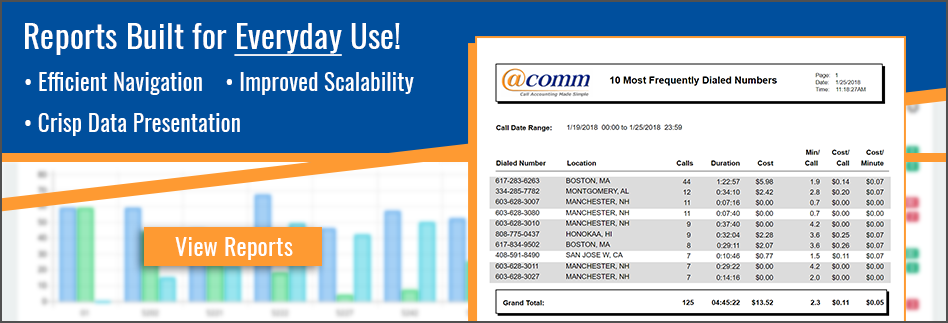 Reports Built for Everyday Use!
• Efficient Navigation • Improved Scalability
• Crisp Data Presentation
View Reports
@comm
Call Accounting Made Simple
10 Most Frequently Dialed Numbers
Page: 1
Date: 1/25/2018
Time: 11:18:27AM
Call Date Range: 1/19/2018 00:00 to 1/25/2018 23:59
Dialed Number Location Calls Duration Cost Min/Call Cost/Call Cost/Minute
617-283-6263 BOSTON, MA 44 1:22:57 $5.98 1.9 $0.14 $0.07
334-285-7782 MONTGOMERY, AL 12 0:34:10 $2.42 2.8 $0.20 $0.07
603-628-3007 MANCHESTER, NH 11 0:07:16 $0.00 0.7 $0.00 $0.00
603-628-3080 MANCHESTER, NH 11 0:07:40 $0.00 0.7 $0.00 $0.00
603-628-3010 MANCHESTER, NH 9 0:37:40 $0.00 4.2 $0.00 $0.00
808-775-0437 HONOKAA, HI 9 0:32:04 $2.28 3.6 $0.25 $0.07
617-834-9502 BOSTON, MA 8 0:29:11 $2.07 3.6 $0.26 $0.07
408-591-8490 SAN JOSE W, CA 7 0:10:46 $0.77 1.5 $0.11 $0.07
603-628-3011 MANCHESTER, NH 7 0:29:22 $0.00 4.2 $0.00 $0.00
603-628-3027 MANCHESTER, NH 7 0:14:16 $0.00 2.0 $0.00 $0.00
Grand Total: 125 04:45:22 $13.52 2.3 $0.11 $0.05